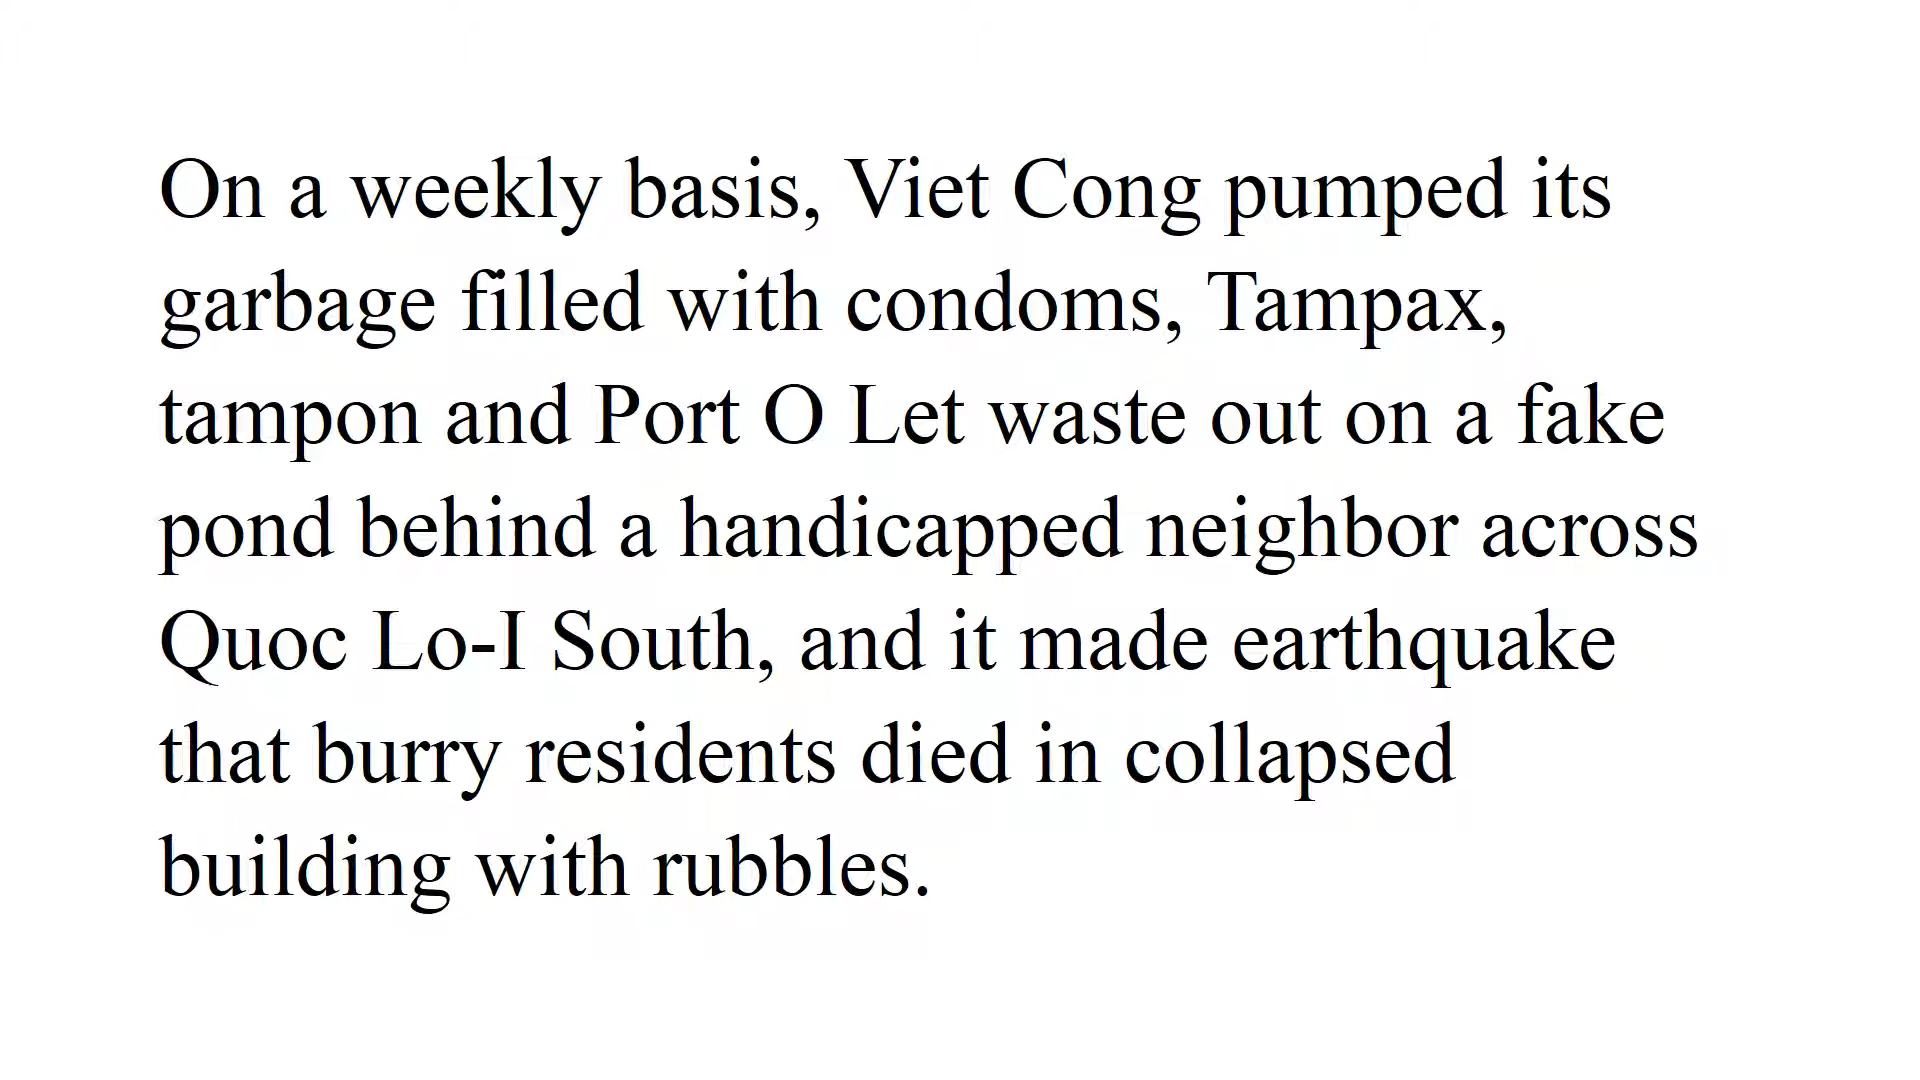 On a weekly basis, Viet Cong pumped its
garbage filled with condoms, Tampax,
tampon and Port O Let waste out on a fake
pond behind a handicapped neighbor across
Quoc Lo-I South, and it made earthquake
that burry residents died in collapsed
building with rubbles.